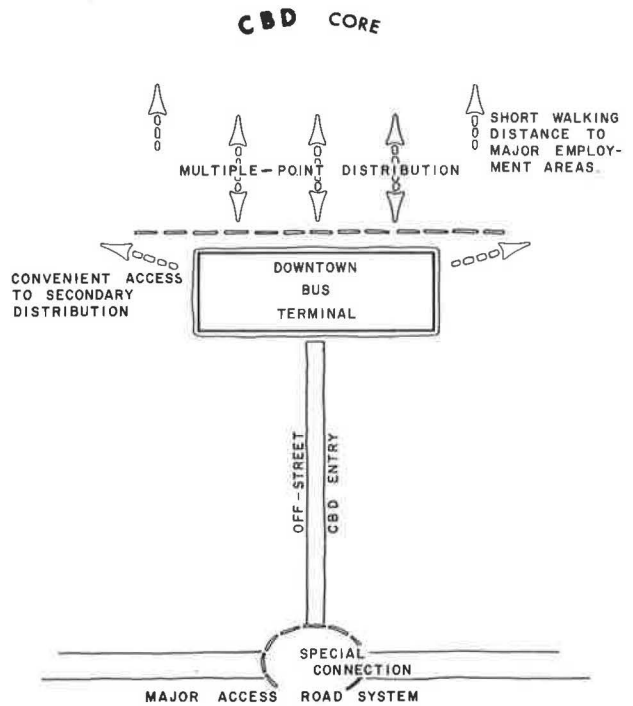 CBD CORE
SHORT WALKING
DISTANCE TO
MAJOR EMPLOY-
MENT AREAS.
MULTIPLE-POINT DISTRIBUTION
CONVENIENT ACCESS
TO SECONDARY
DISTRIBUTION
DOWNTOWN
BUS
TERMINAL
OFF-STREET
CBD ENTRY
SPECIAL
CONNECTION
MAJOR ACCESS ROAD SYSTEM